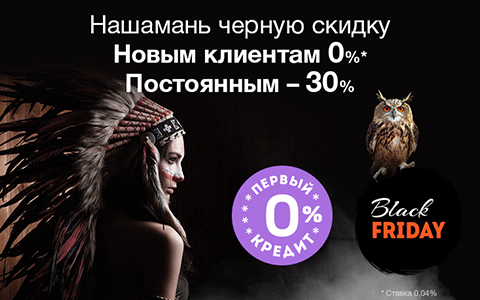 Нашамань черную скидку
Новым клиентам 0%*
Постоянным – 30%
ПЕРВЫЙ
0%
КРЕДИТ
Black
FRIDAY
* Ставка 0,04%